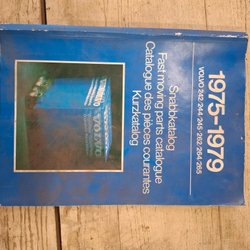 1975-1979
VOLVO 242·244·245·262·264·265
Snabbkatalog
Fast moving parts catalogue
Catalogue des pièces courantes
Kurzkatalog
VOLVO